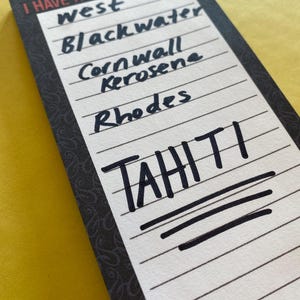 I HAVE
West
Blackwater
Cornwall
Kerosene
Rhodes
TAHITI